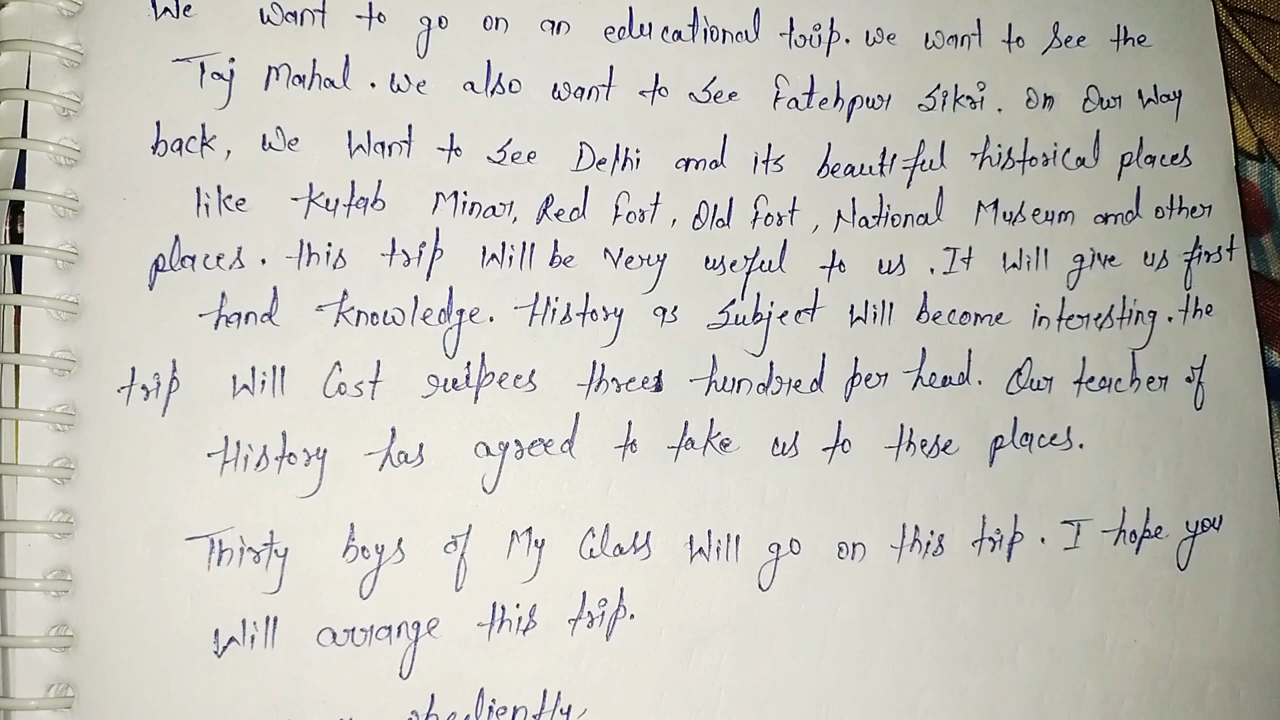 We want to go on an educational trip. we want to see the
Taj Mahal. We also want to see Fatehpur Sikri. On Our Way
back, We Want to see Delhi and its beautiful historical places
like Kutab Minar, Red Fort, Old Fort, National Museum and other
places. this trip Will be Very useful to us. It Will give us first
hand knowledge. History as Subject Will become interesting. the
trip Will Cost rupees three hundred per head. Our teacher of
History has agreed to take us to these places.
Thirty boys of My Class Will go on this trip. I hope you
Will arrange this trip.
obediently,